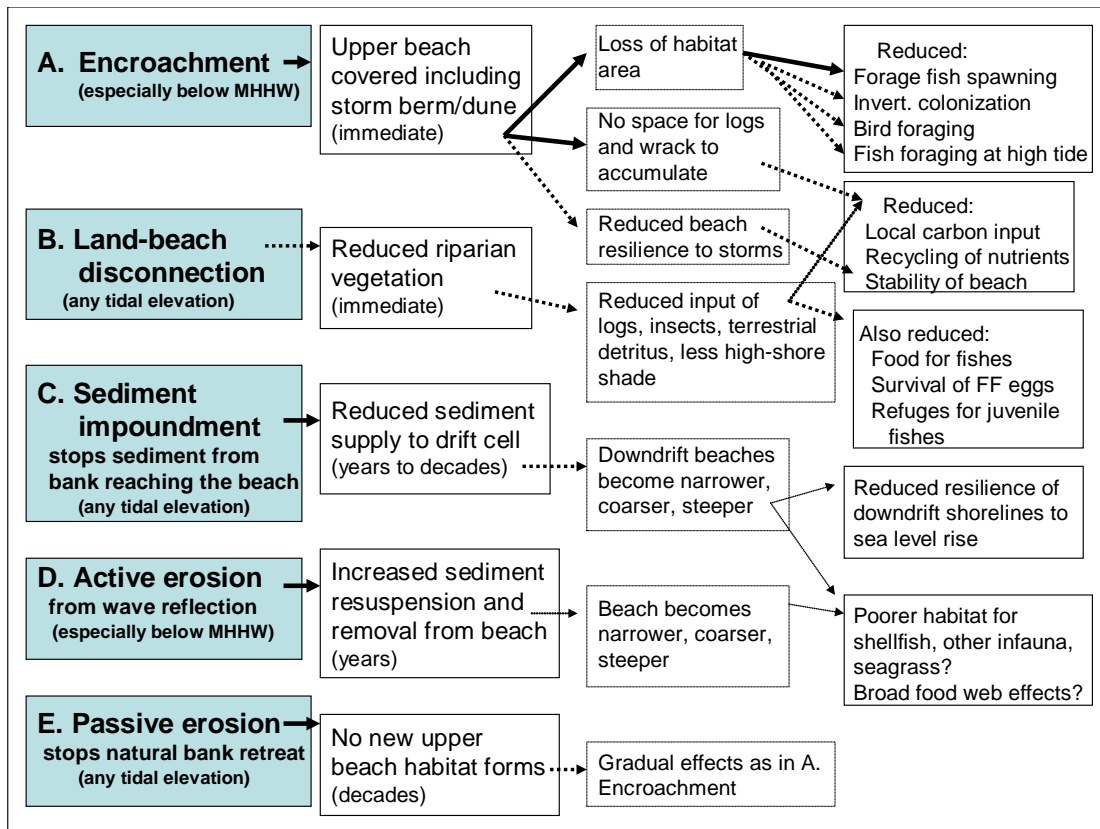 A. Encroachment
(especially below MHHW)
Upper beach
covered including
storm berm/dune
(immediate)
Loss of habitat
area
No space for logs
and wrack to
accumulate
Reduced beach
resilience to storms
Reduced:
Forage fish spawning
Invert. colonization
Bird foraging
Fish foraging at high tide
Reduced:
Local carbon input
Recycling of nutrients
Stability of beach
B. Land-beach
disconnection
(any tidal elevation)
Reduced riparian
vegetation
(immediate)
Reduced input of
logs, insects, terrestrial
detritus, less high-shore
shade
Also reduced:
Food for fishes
Survival of FF eggs
Refuges for juvenile
fishes
C. Sediment
impoundment
stops sediment from
bank reaching the beach
(any tidal elevation)
Reduced sediment
supply to drift cell
(years to decades)
Downdrift beaches
become narrower,
coarser, steeper
Reduced resilience of
downdrift shorelines to
sea level rise
D. Active erosion
from wave reflection
(especially below MHHW)
Increased sediment
resuspension and
removal from beach
(years)
Beach becomes
narrower, coarser,
steeper
Poorer habitat for
shellfish, other infauna,
seagrass?
Broad food web effects?
E. Passive erosion
stops natural bank retreat
(any tidal elevation)
No new upper
beach habitat forms
(decades)
Gradual effects as in A.
Encroachment